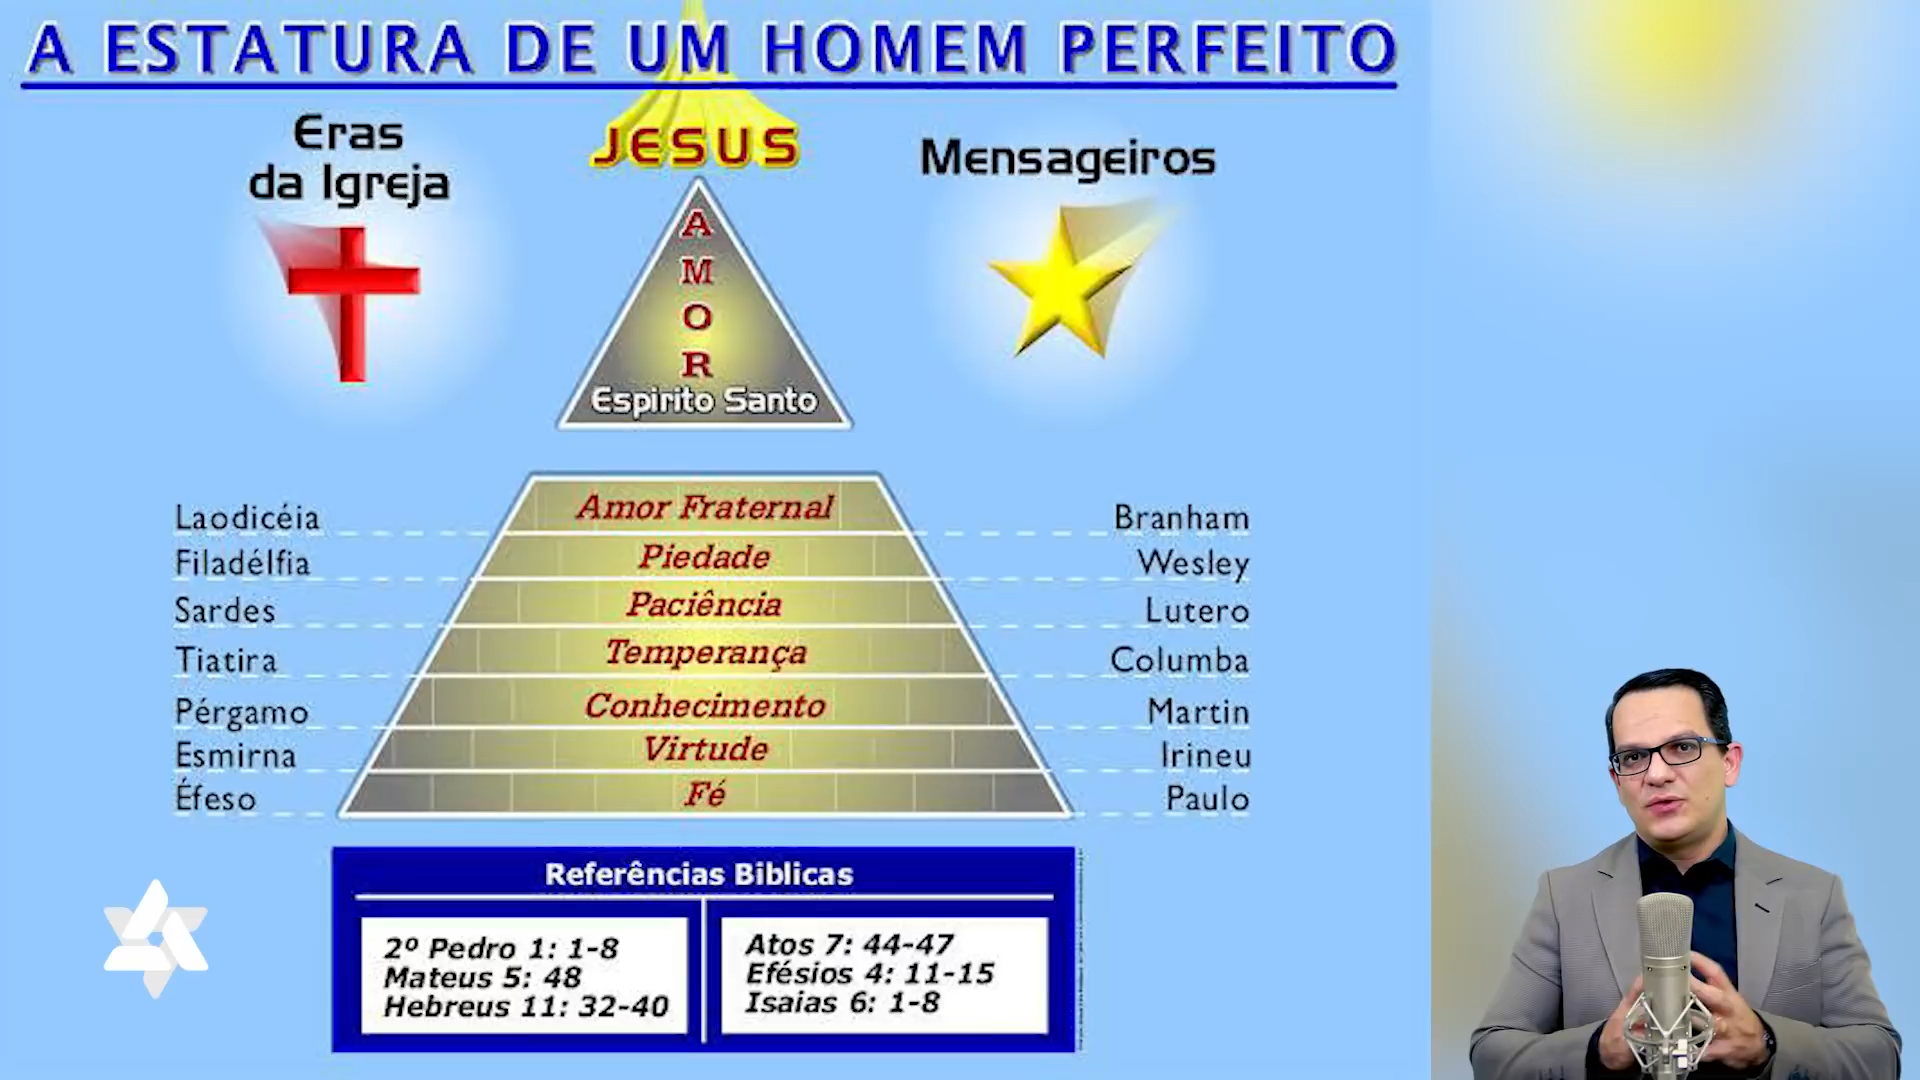 A ESTATURA DE UM HOMEM PERFEITO
Eras
da Igreja
JESUS
Mensageiros
A
M
O
R
Espirito Santo
Laodicéia
Amor Fraternal
Branham
Filadélfia
Piedade
Wesley
Sardes
Paciência
Lutero
Tiatira
Temperança
Columba
Pérgamo
Conhecimento
Martin
Esmirna
Virtude
Irineu
Éfeso
Fé
Paulo
Referências Biblicas
2º Pedro 1: 1-8
Mateus 5: 48
Hebreus 11: 32-40
Atos 7: 44-47
Efésios 4: 11-15
Isaias 6: 1-8